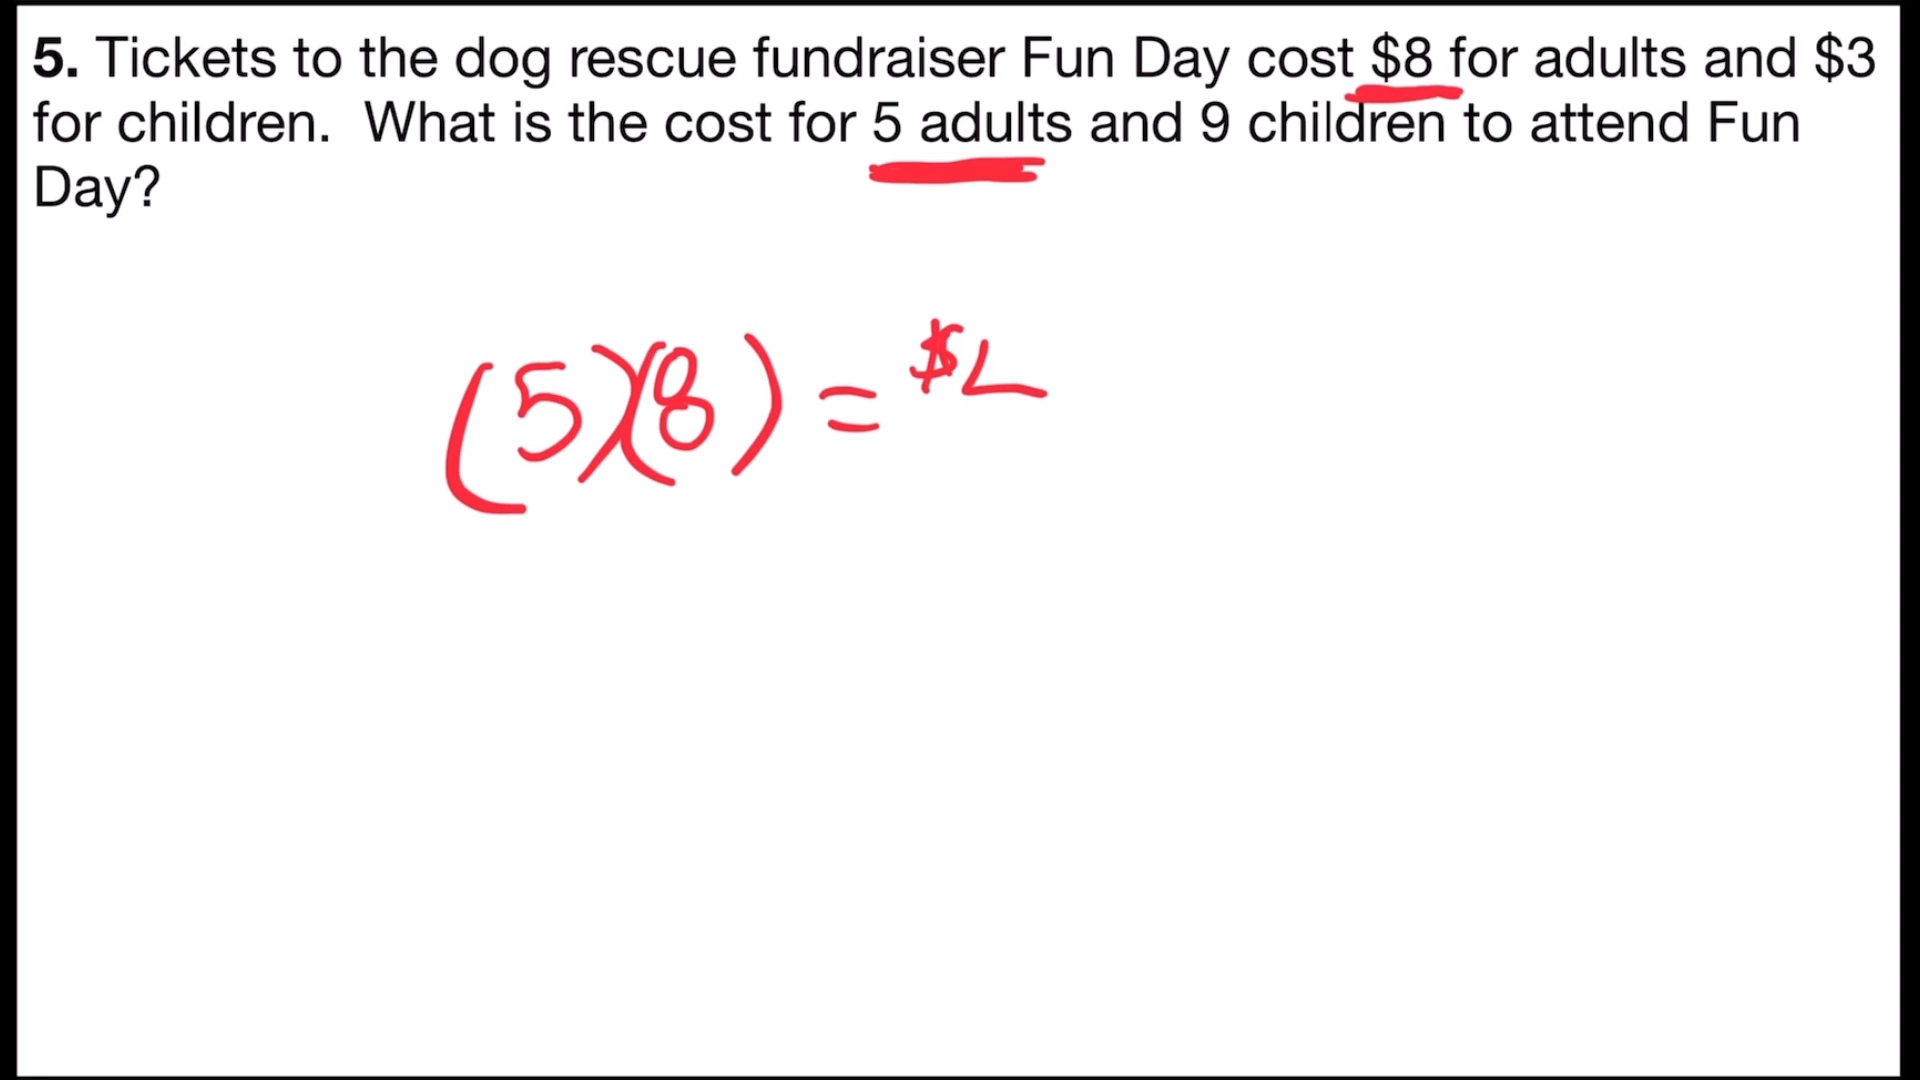 5. Tickets to the dog rescue fundraiser Fun Day cost $8 for adults and $3
for children. What is the cost for 5 adults and 9 children to attend Fun
Day?
(5)(8) = $